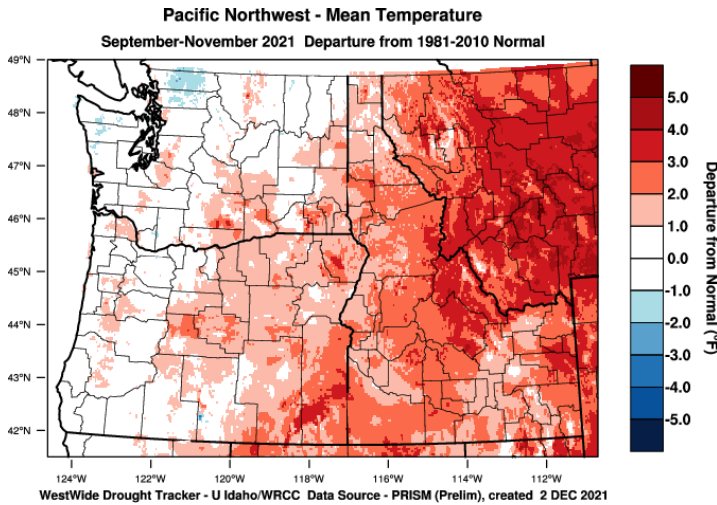 Pacific Northwest - Mean Temperature
September-November 2021 Departure from 1981-2010 Normal
49°N
48°N
47°N
46°N
45°N
44°N
43°N
42°N
124°W 122°W 120°W 118°W 116°W 114°W 112°W
5.0
4.0
3.0
2.0
1.0
0.0
-1.0
-2.0
-3.0
-4.0
-5.0
Departure from Normal (°F)
WestWide Drought Tracker - U Idaho/WRCC Data Source - PRISM (Prelim), created 2 DEC 2021